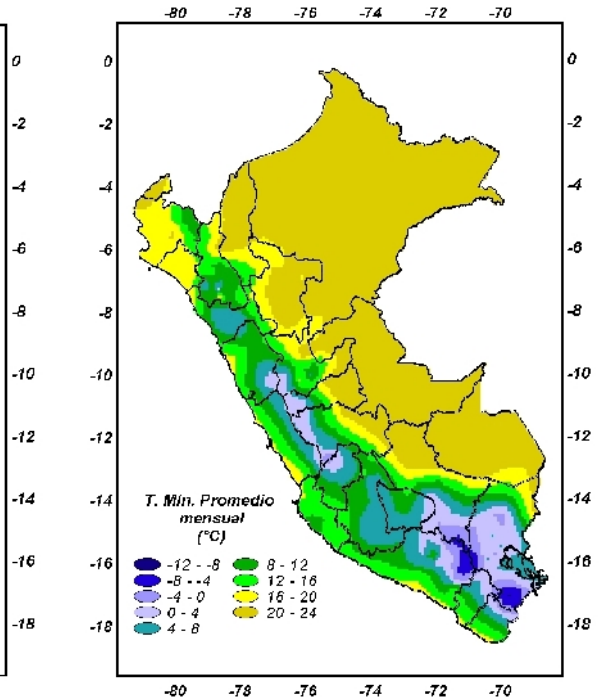 -80 -78 -76 -74 -72 -70
0 0 0
-2 -2 -2
-4 -4 -4
-6 -6 -6
-8 -8 -8
-10 -10 -10
-12 -12 -12
-14 -14 -14
-16 -16 -16
-18 -18 -18
T. Min. Promedio
mensual
(°C)
-12 - -8 8 - 12
-8 - -4 12 - 16
-4 - 0 16 - 20
0 - 4 20 - 24
4 - 8
-80 -78 -76 -74 -72 -70